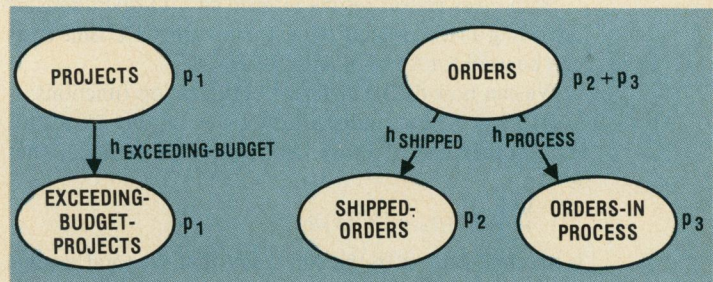 PROJECTS p1
hEXCEEDING-BUDGET
EXCEEDING-
BUDGET-
PROJECTS p1
ORDERS p2 + p3
hSHIPPED hPROCESS
SHIPPED-
ORDERS p2
ORDERS-IN
PROCESS p3